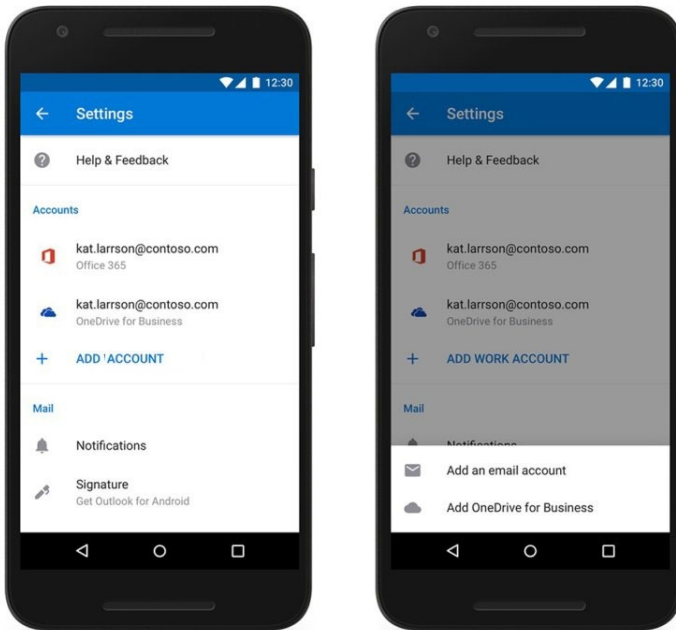 12:30
Settings
Help & Feedback
Accounts
kat.larrson@contoso.com
Office 365
kat.larrson@contoso.com
OneDrive for Business
ADD 'ACCOUNT
Mail
Notifications
Signature
Get Outlook for Android
12:30
Settings
Help & Feedback
Accounts
kat.larrson@contoso.com
Office 365
kat.larrson@contoso.com
OneDrive for Business
ADD WORK ACCOUNT
Mail
Notifications
Add an email account
Add OneDrive for Business